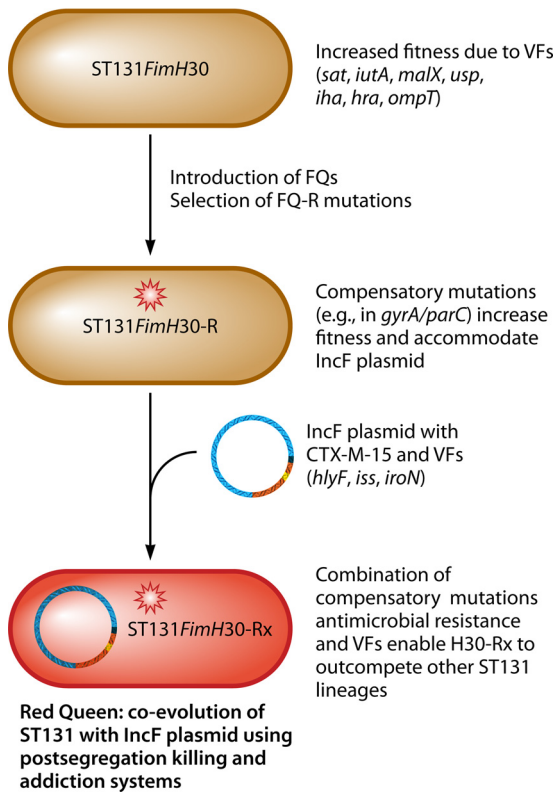 ST131FimH30
Increased fitness due to VFs
(sat, iutA, malX, usp,
iha, hra, ompT)
Introduction of FQs
Selection of FQ-R mutations
ST131FimH30-R
Compensatory mutations
(e.g., in gyrA/parC) increase
fitness and accommodate
IncF plasmid
IncF plasmid with
CTX-M-15 and VFs
(hlyF, iss, iroN)
ST131FimH30-Rx
Combination of
compensatory mutations
antimicrobial resistance
and VFs enable H30-Rx to
outcompete other ST131
lineages
Red Queen: co-evolution of
ST131 with IncF plasmid using
postsegregation killing and
addiction systems